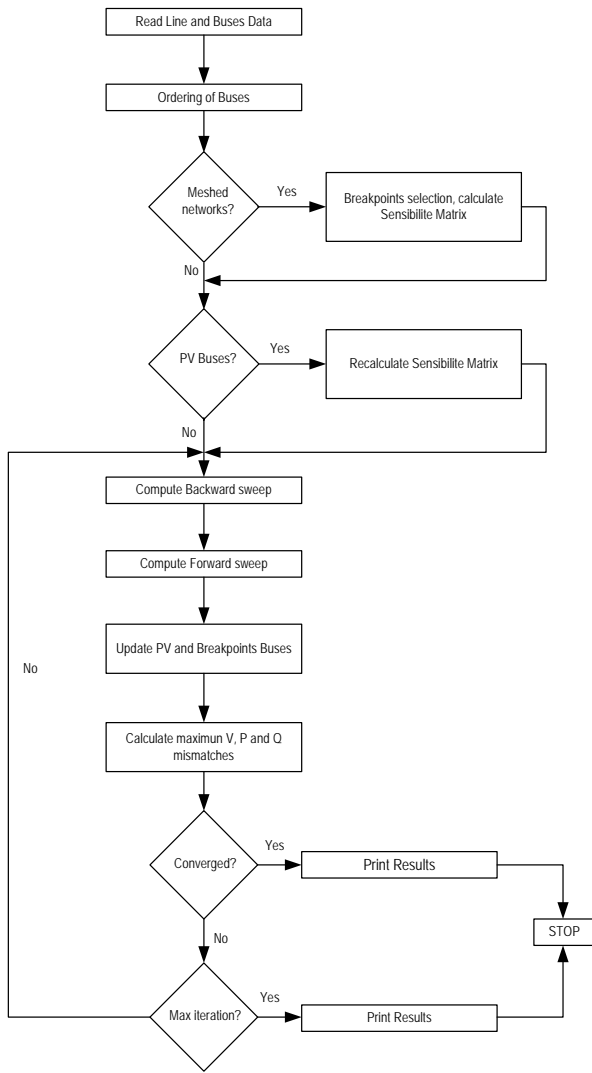 Read Line and Buses Data
Ordering of Buses
Meshed
networks?
Yes
Breakpoints selection, calculate
Sensibilite Matrix
No
PV Buses?
Yes
Recalculate Sensibilite Matrix
No
Compute Backward sweep
Compute Forward sweep
Update PV and Breakpoints Buses
No
Calculate maximun V, P and Q
mismatches
Converged?
Yes
Print Results
STOP
No
Max iteration?
Yes
Print Results